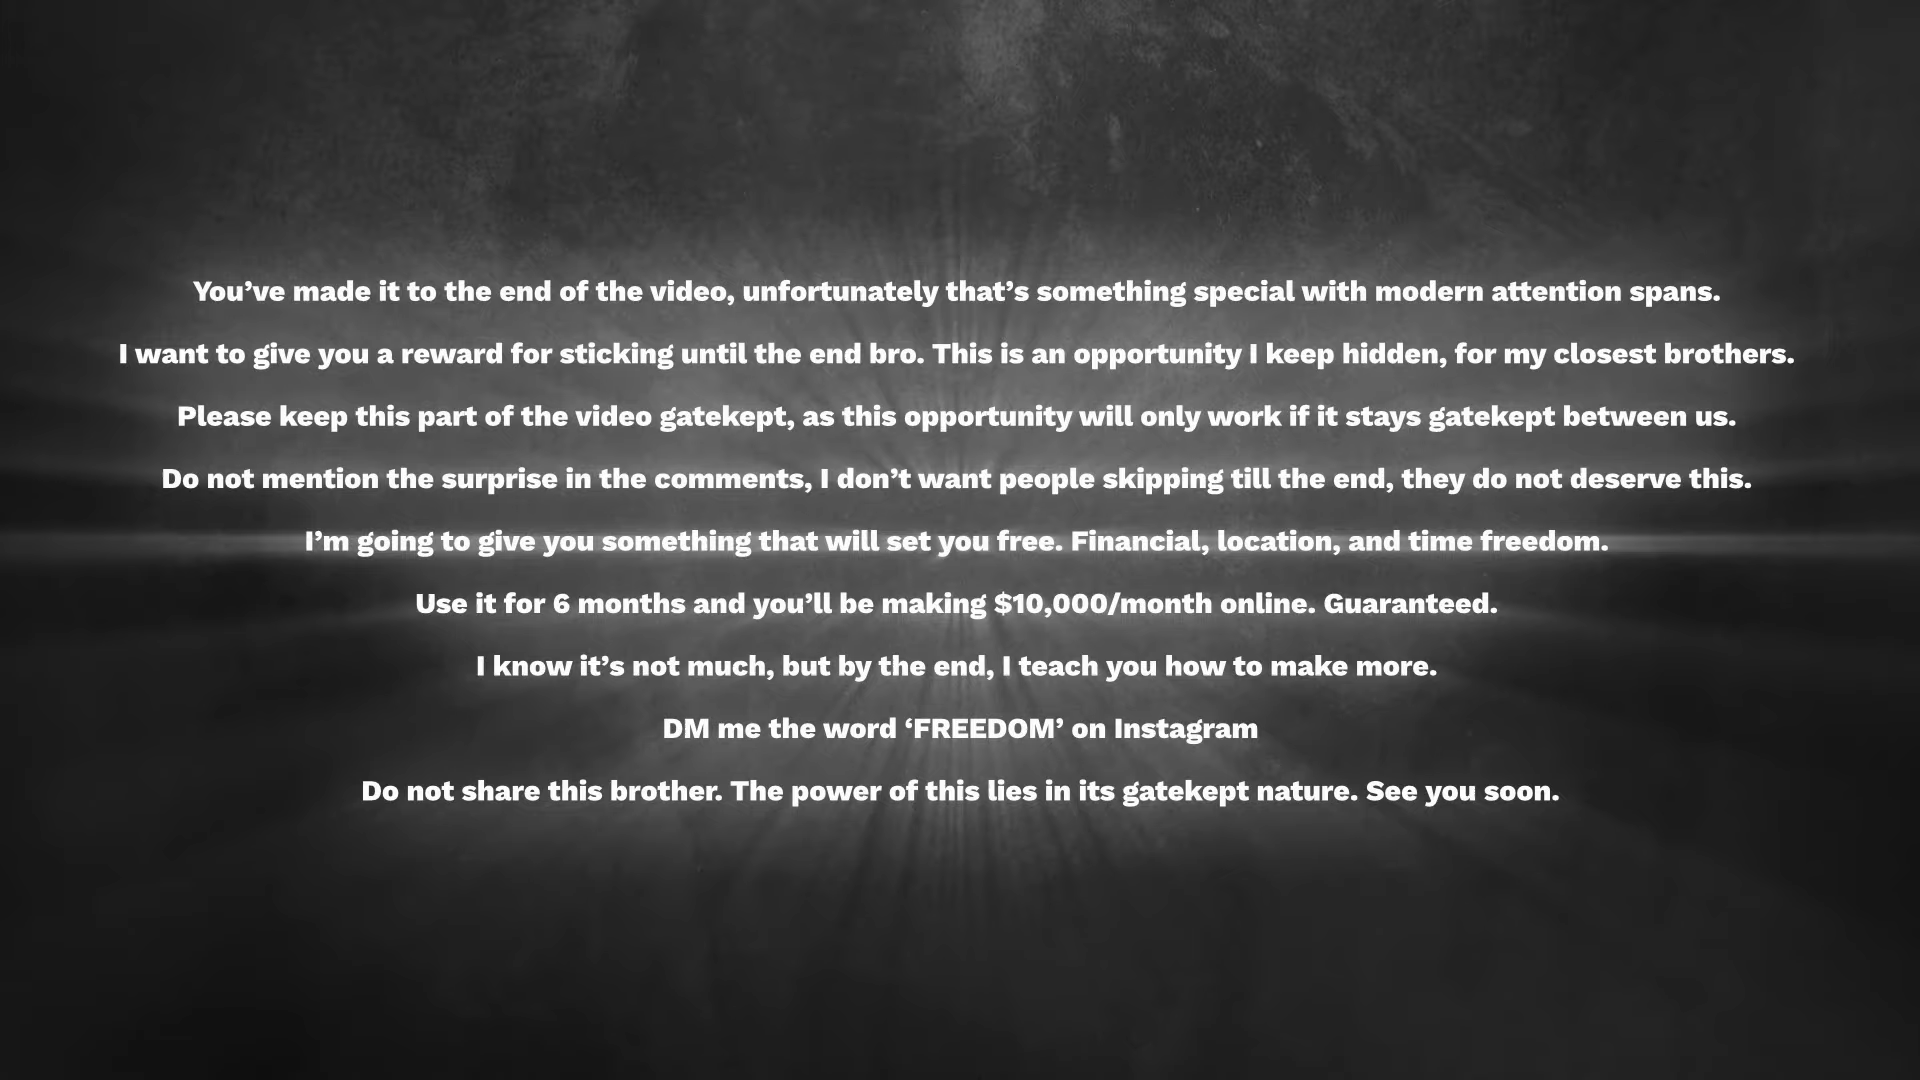 You’ve made it to the end of the video, unfortunately that’s something special with modern attention spans.
I want to give you a reward for sticking until the end bro. This is an opportunity I keep hidden, for my closest brothers.
Please keep this part of the video gatekept, as this opportunity will only work if it stays gatekept between us.
Do not mention the surprise in the comments, I don’t want people skipping till the end, they do not deserve this.
I’m going to give you something that will set you free. Financial, location, and time freedom.
Use it for 6 months and you’ll be making $10,000/month online. Guaranteed.
I know it’s not much, but by the end, I teach you how to make more.
DM me the word ‘FREEDOM’ on Instagram
Do not share this brother. The power of this lies in its gatekept nature. See you soon.